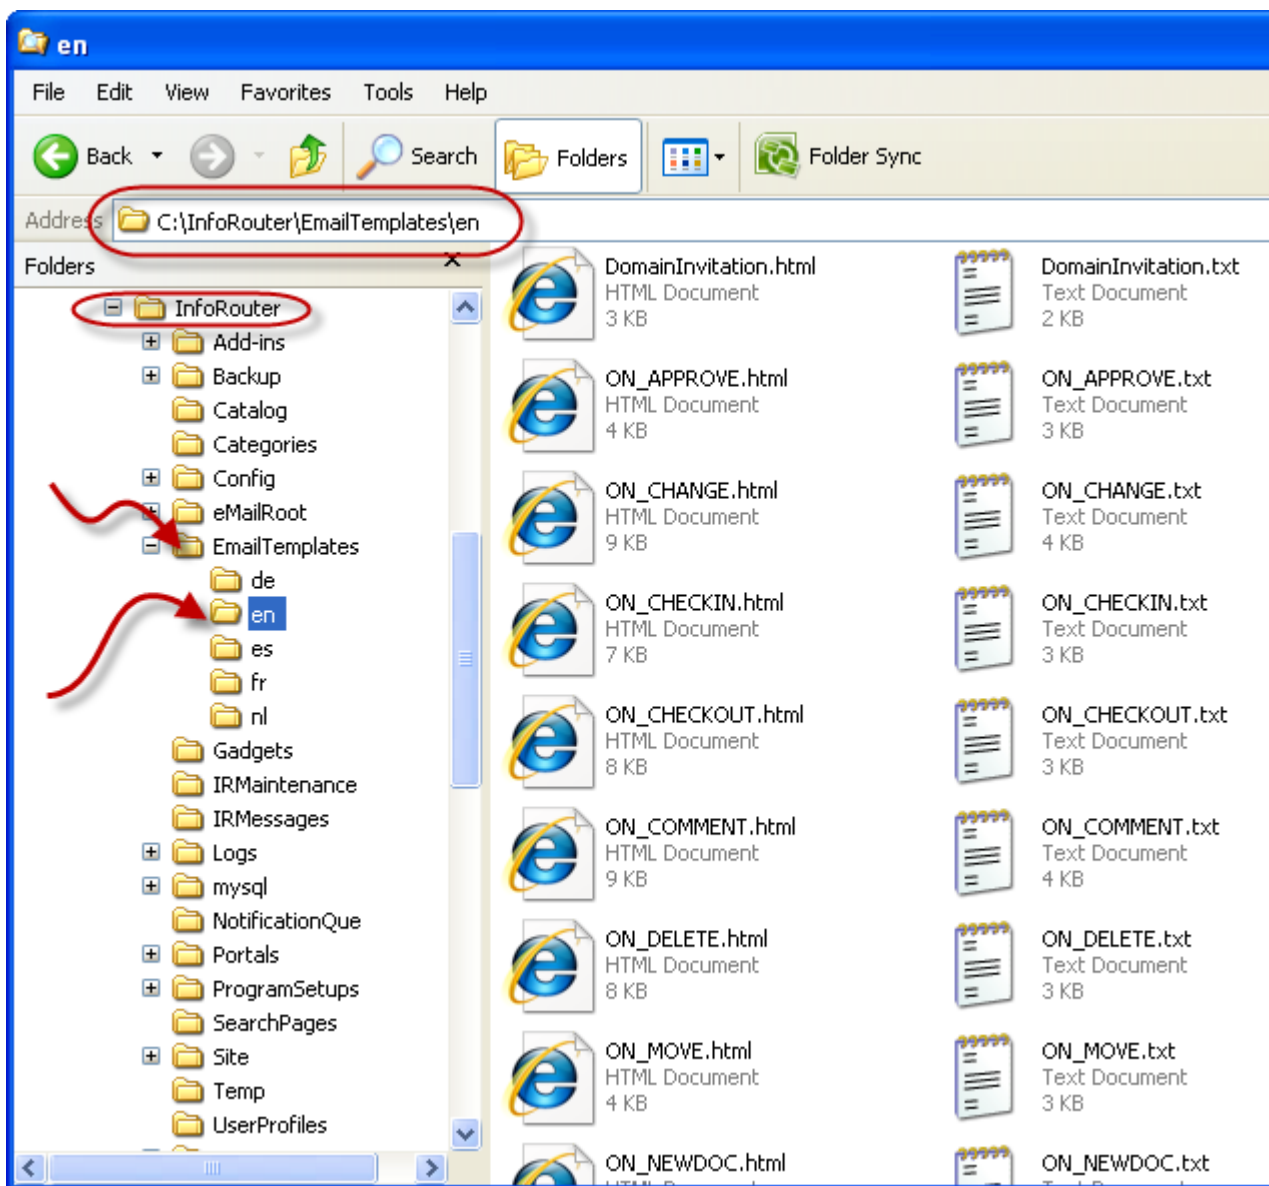 en
File Edit View Favorites Tools Help
Back Search Folders Folder Sync
Address C:\InfoRouter\EmailTemplates\en
Folders
InfoRouter
Add-ins
Backup
Catalog
Categories
Config
eMailRoot
EmailTemplates
de
en
es
fr
nl
Gadgets
IRMaintenance
IRMessages
Logs
mysql
NotificationQue
Portals
ProgramSetups
SearchPages
Site
Temp
UserProfiles
DomainInvitation.html
HTML Document
3 KB
DomainInvitation.txt
Text Document
2 KB
ON_APPROVE.html
HTML Document
4 KB
ON_APPROVE.txt
Text Document
3 KB
ON_CHANGE.html
HTML Document
9 KB
ON_CHANGE.txt
Text Document
4 KB
ON_CHECKIN.html
HTML Document
7 KB
ON_CHECKIN.txt
Text Document
3 KB
ON_CHECKOUT.html
HTML Document
8 KB
ON_CHECKOUT.txt
Text Document
3 KB
ON_COMMENT.html
HTML Document
9 KB
ON_COMMENT.txt
Text Document
4 KB
ON_DELETE.html
HTML Document
8 KB
ON_DELETE.txt
Text Document
3 KB
ON_MOVE.html
HTML Document
4 KB
ON_MOVE.txt
Text Document
3 KB
ON_NEWDOC.html
ON_NEWDOC.txt